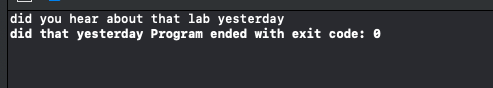 did you hear about that lab yesterday
did that yesterday Program ended with exit code: 0